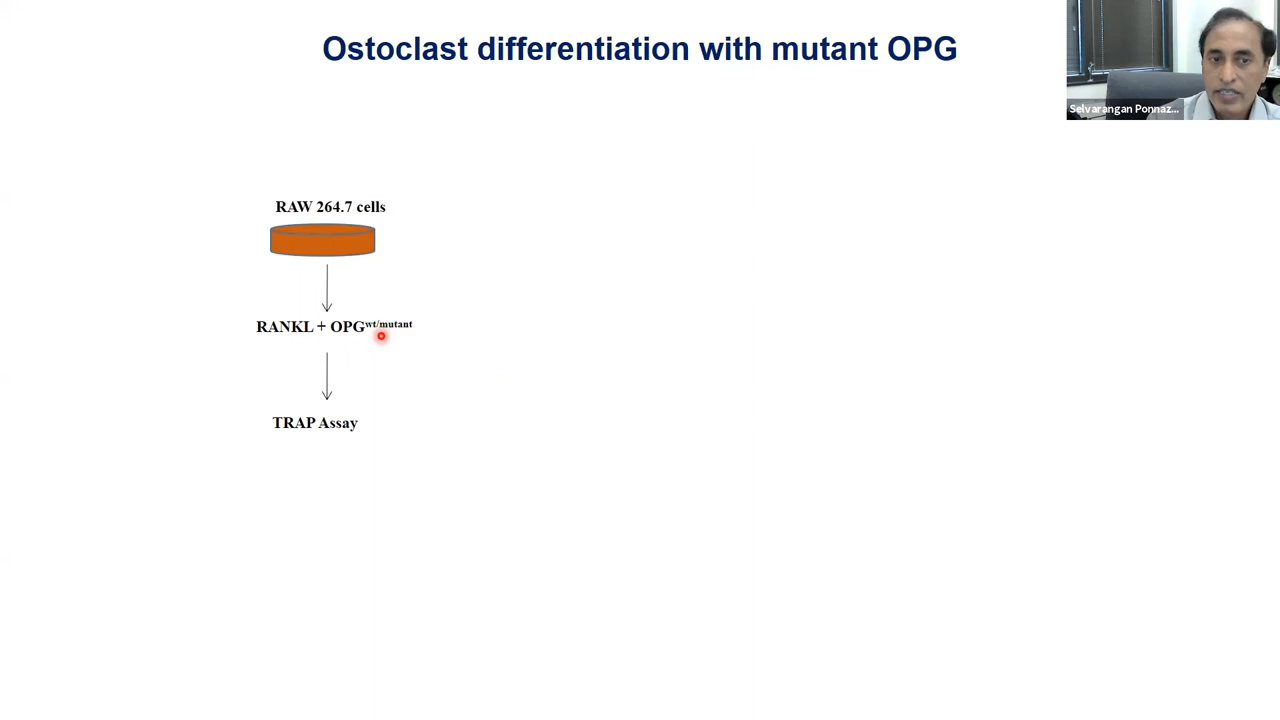 Ostoclast differentiation with mutant OPG
Selvarangan Ponnaz...
RAW 264.7 cells
RANKL + OPGwt/mutant
TRAP Assay